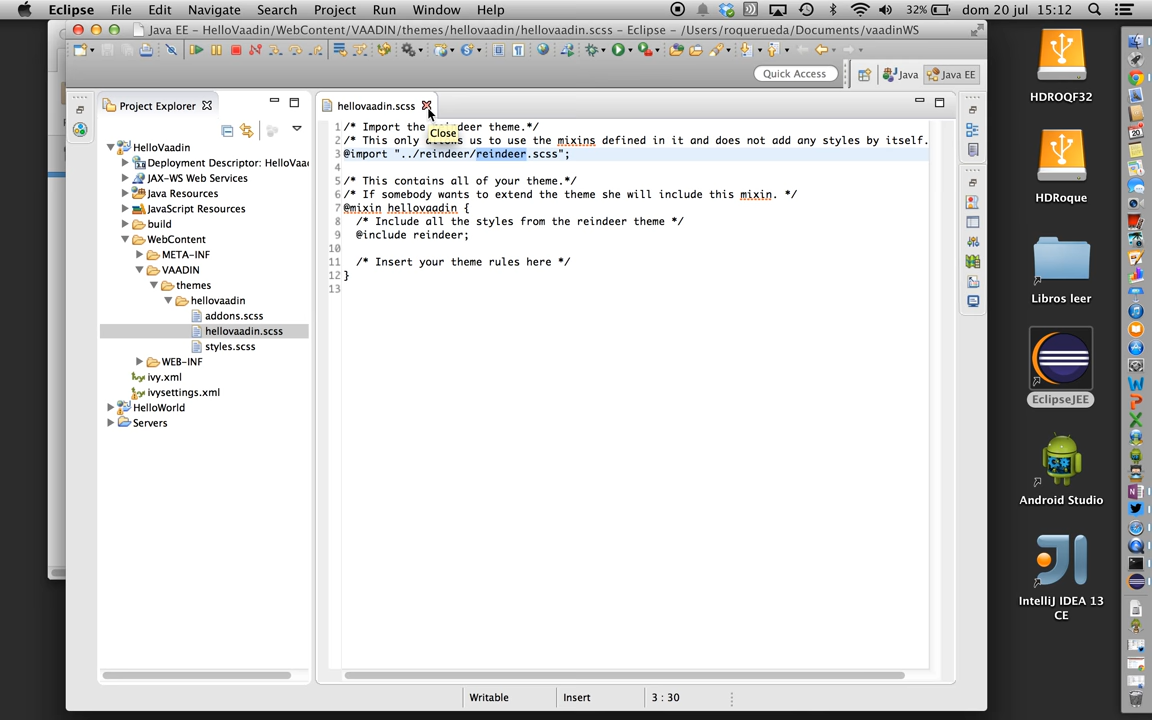 Eclipse File Edit Navigate Search Project Run Window Help 32% dom 20 jul 15:12
Java EE - HelloVaadin/WebContent/VAADIN/themes/hellovaadin/hellovaadin.scss - Eclipse - /Users/roquerueda/Documents/vaadinWS
Quick Access Java Java EE
Project Explorer
HelloVaadin
Deployment Descriptor: HelloVaa
JAX-WS Web Services
Java Resources
JavaScript Resources
build
WebContent
META-INF
VAADIN
themes
hellovaadin
addons.scss
hellovaadin.scss
styles.scss
WEB-INF
ivy.xml
ivysettings.xml
HelloWorld
Servers
hellovaadin.scss
Close
1 /* Import the reindeer theme.*/
2 /* This only us to use the mixins defined in it and does not add any styles by itself.
3 @import "../reindeer/reindeer.scss";
4
5 /* This contains all of your theme.*/
6 /* If somebody wants to extend the theme she will include this mixin. */
7 @mixin hellovaadin {
8 /* Include all the styles from the reindeer theme */
9 @include reindeer;
10
11 /* Insert your theme rules here */
12 }
13
Writable Insert 3 : 30
HDROQF32
HDRoque
Libros leer
EclipseJEE
Android Studio
IntelliJ IDEA 13
CE